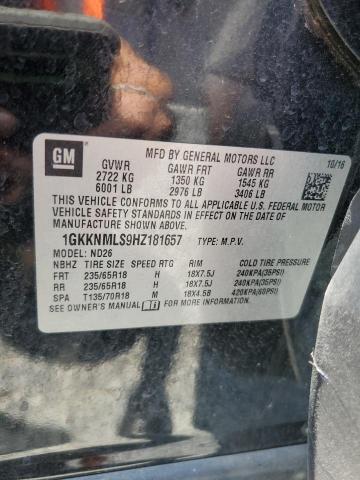 GM
MFD BY GENERAL MOTORS LLC
10/16
GVWR GAWR FRT GAWR RR
2722 KG 1350 KG 1545 KG
6001 LB 2976 LB 3406 LB
THIS VEHICLE CONFORMS TO ALL APPLICABLE U.S. FEDERAL MOTOR
VEHICLE SAFETY AND THEFT PREVENTION STANDARDS IN EFFECT ON THE DATE OF
MANUFACTURE SHOWN ABOVE.
1GKKNMLS9HZ181657 TYPE: M.P.V.
MODEL: ND26
NBHZ TIRE SIZE SPEED RTG RIM COLD TIRE PRESSURE
FRT 235/65R18 H 18X7.5J 240KPA(35PSI)
RR 235/65R18 H 18X7.5J 240KPA(35PSI)
SPA T135/70R18 M 18X4.5B 420KPA(60PSI)
SEE OWNER'S MANUAL FOR MORE INFORMATION.